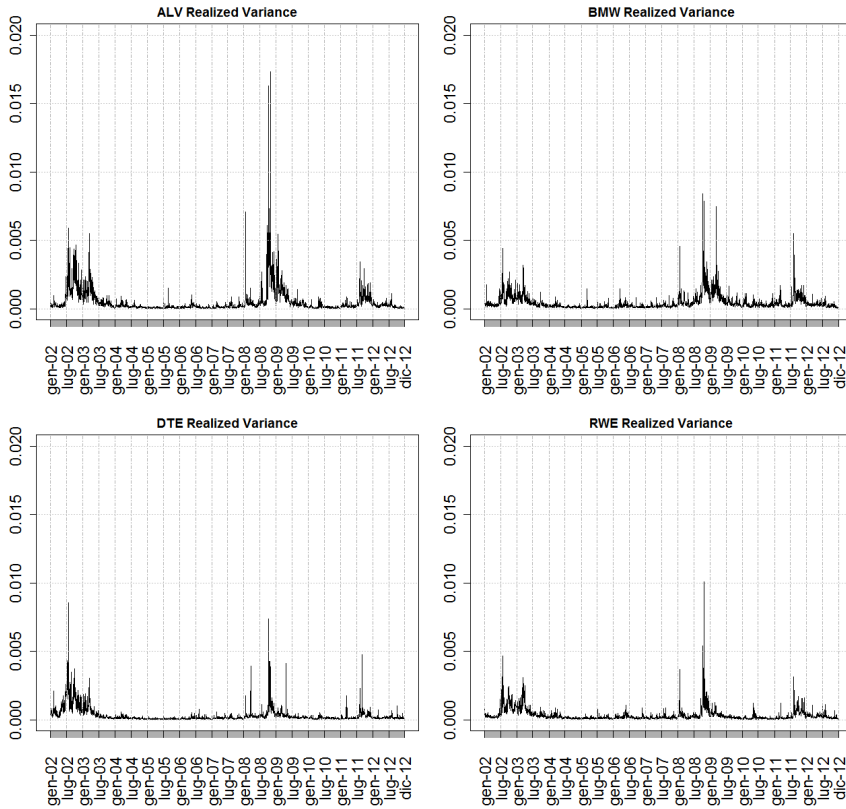 ALV Realized Variance
0.020
0.015
0.010
0.005
0.000
gen-02
lug-02
gen-03
lug-03
gen-04
lug-04
gen-05
lug-05
gen-06
lug-06
gen-07
lug-07
gen-08
lug-08
gen-09
lug-09
gen-10
lug-10
gen-11
lug-11
gen-12
lug-12
dic-12
BMW Realized Variance
0.020
0.015
0.010
0.005
0.000
gen-02
lug-02
gen-03
lug-03
gen-04
lug-04
gen-05
lug-05
gen-06
lug-06
gen-07
lug-07
gen-08
lug-08
gen-09
lug-09
gen-10
lug-10
gen-11
lug-11
gen-12
lug-12
dic-12
DTE Realized Variance
0.020
0.015
0.010
0.005
0.000
gen-02
lug-02
gen-03
lug-03
gen-04
lug-04
gen-05
lug-05
gen-06
lug-06
gen-07
lug-07
gen-08
lug-08
gen-09
lug-09
gen-10
lug-10
gen-11
lug-11
gen-12
lug-12
dic-12
RWE Realized Variance
0.020
0.015
0.010
0.005
0.000
gen-02
lug-02
gen-03
lug-03
gen-04
lug-04
gen-05
lug-05
gen-06
lug-06
gen-07
lug-07
gen-08
lug-08
gen-09
lug-09
gen-10
lug-10
gen-11
lug-11
gen-12
lug-12
dic-12